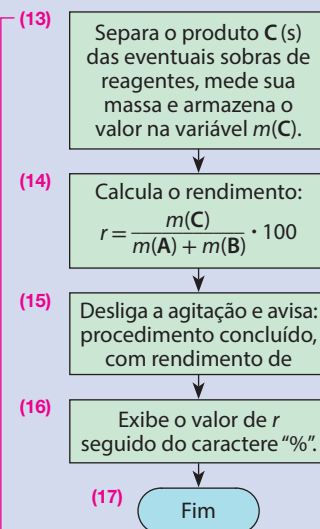 (13)
Separa o produto C (s)
das eventuais sobras de
reagentes, mede sua
massa e armazena o
valor na variável m(C).
(14)
Calcula o rendimento:
r = m(C) / m(A) + m(B) · 100
(15)
Desliga a agitação e avisa:
procedimento concluído,
com rendimento de
(16)
Exibe o valor de r
seguido do caractere “%”.
(17)
Fim